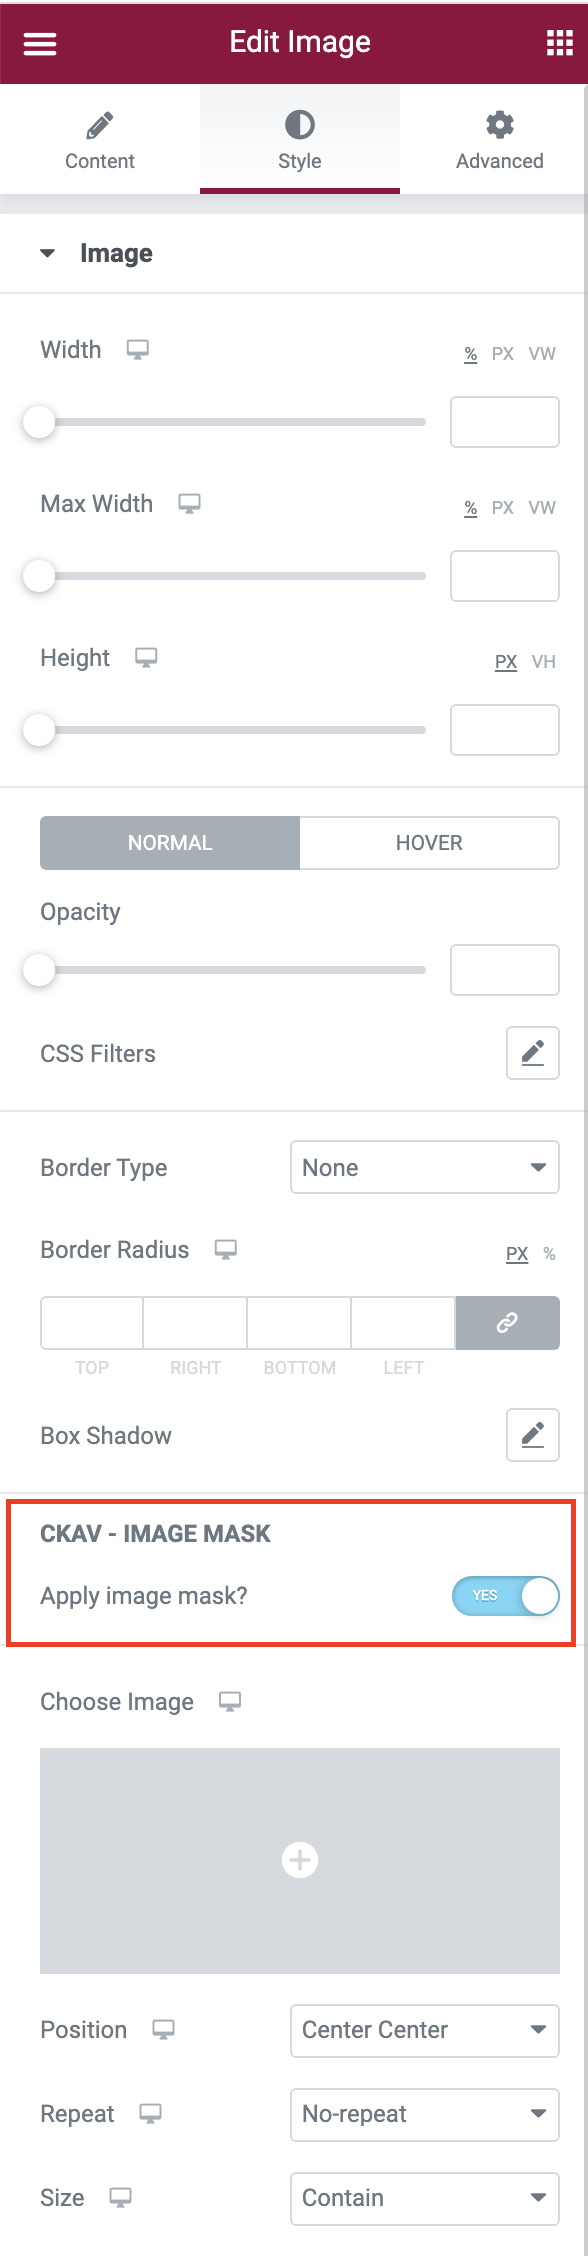 Edit Image
Content Style Advanced
Image
Width % PX VW
Max Width % PX VW
Height PX VH
NORMAL HOVER
Opacity
CSS Filters
Border Type None
Border Radius PX %
TOP RIGHT BOTTOM LEFT
Box Shadow
CKAV - IMAGE MASK
Apply image mask? YES
Choose Image
Position Center Center
Repeat No-repeat
Size Contain